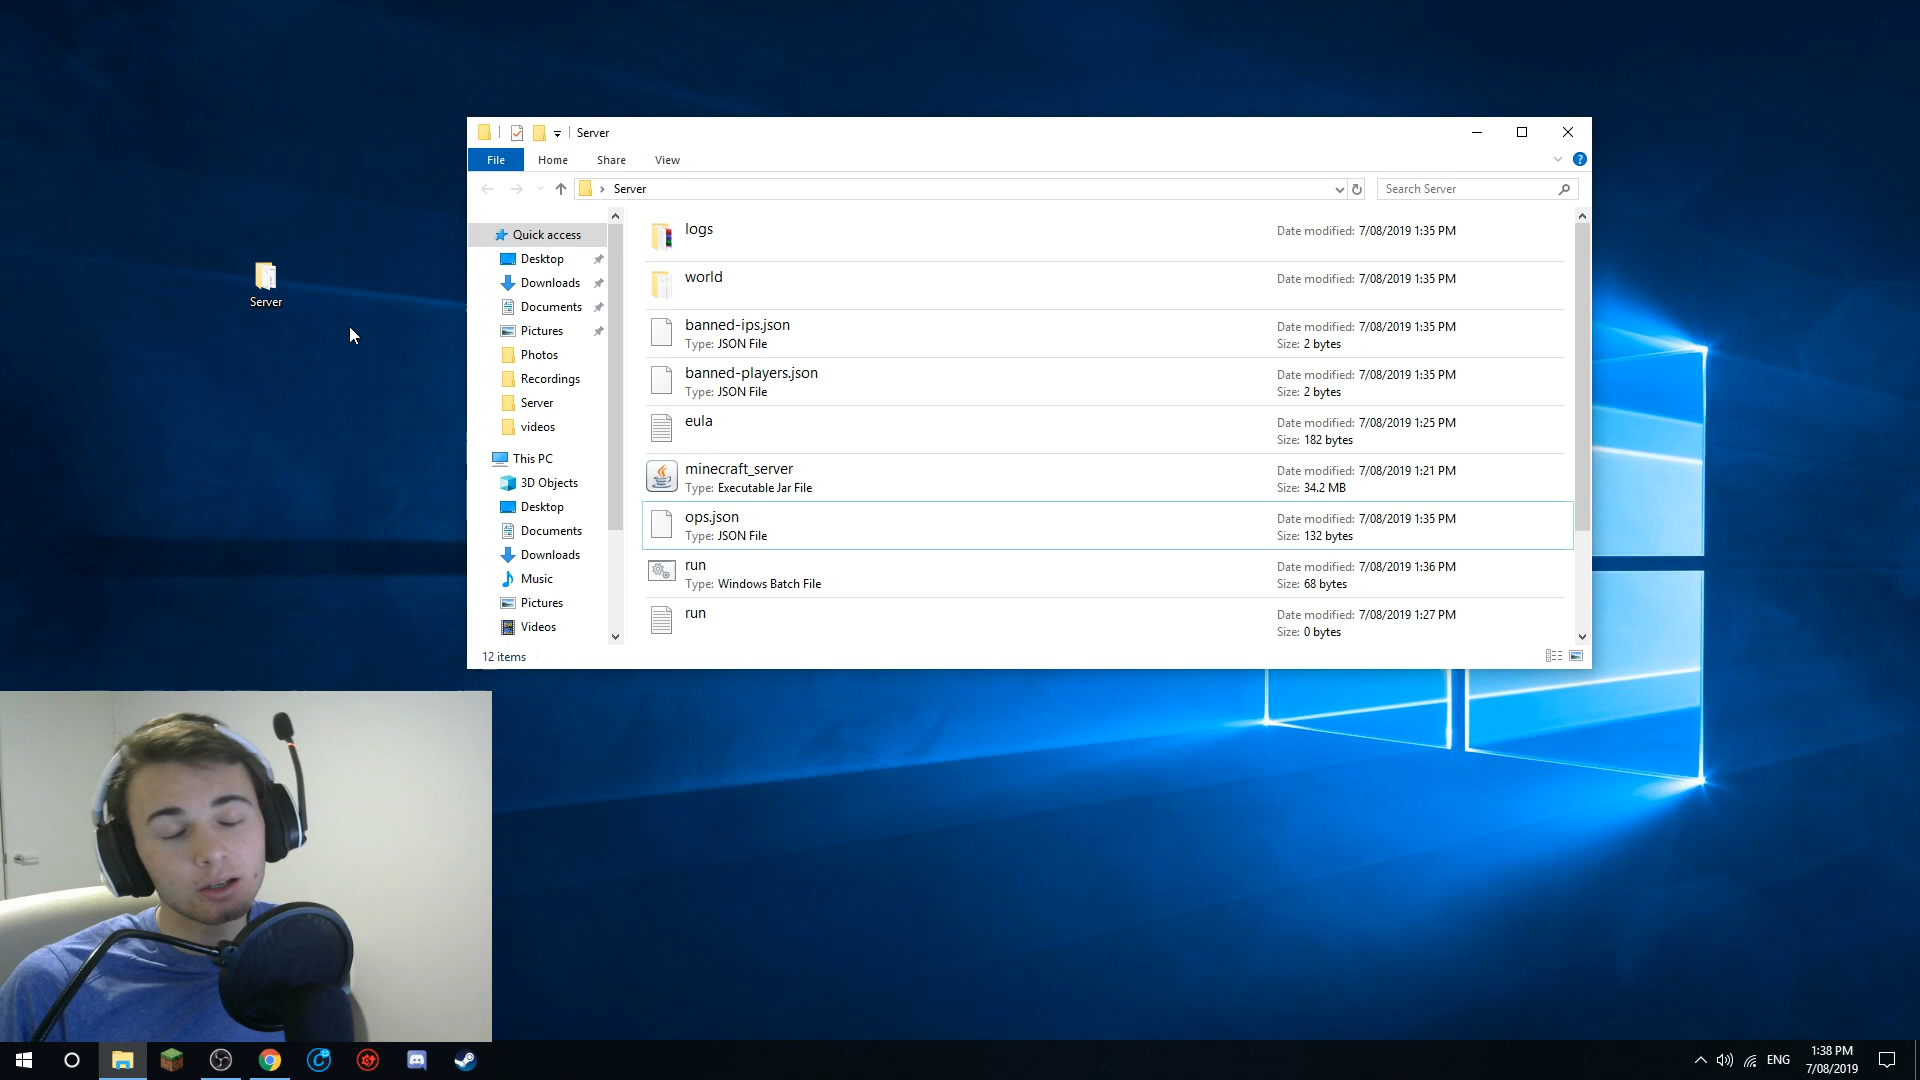 Server
File Home Share View
Server
Search Server
Quick access
Desktop
Downloads
Documents
Pictures
Photos
Recordings
Server
videos
This PC
3D Objects
Desktop
Documents
Downloads
Music
Pictures
Videos
logs
Date modified: 7/08/2019 1:35 PM
world
Date modified: 7/08/2019 1:35 PM
banned-ips.json
Type: JSON File
Date modified: 7/08/2019 1:35 PM
Size: 2 bytes
banned-players.json
Type: JSON File
Date modified: 7/08/2019 1:35 PM
Size: 2 bytes
eula
Date modified: 7/08/2019 1:25 PM
Size: 182 bytes
minecraft_server
Type: Executable Jar File
Date modified: 7/08/2019 1:21 PM
Size: 34.2 MB
ops.json
Type: JSON File
Date modified: 7/08/2019 1:35 PM
Size: 132 bytes
run
Type: Windows Batch File
Date modified: 7/08/2019 1:36 PM
Size: 68 bytes
run
Date modified: 7/08/2019 1:27 PM
Size: 0 bytes
12 items
Server
ENG
1:38 PM
7/08/2019